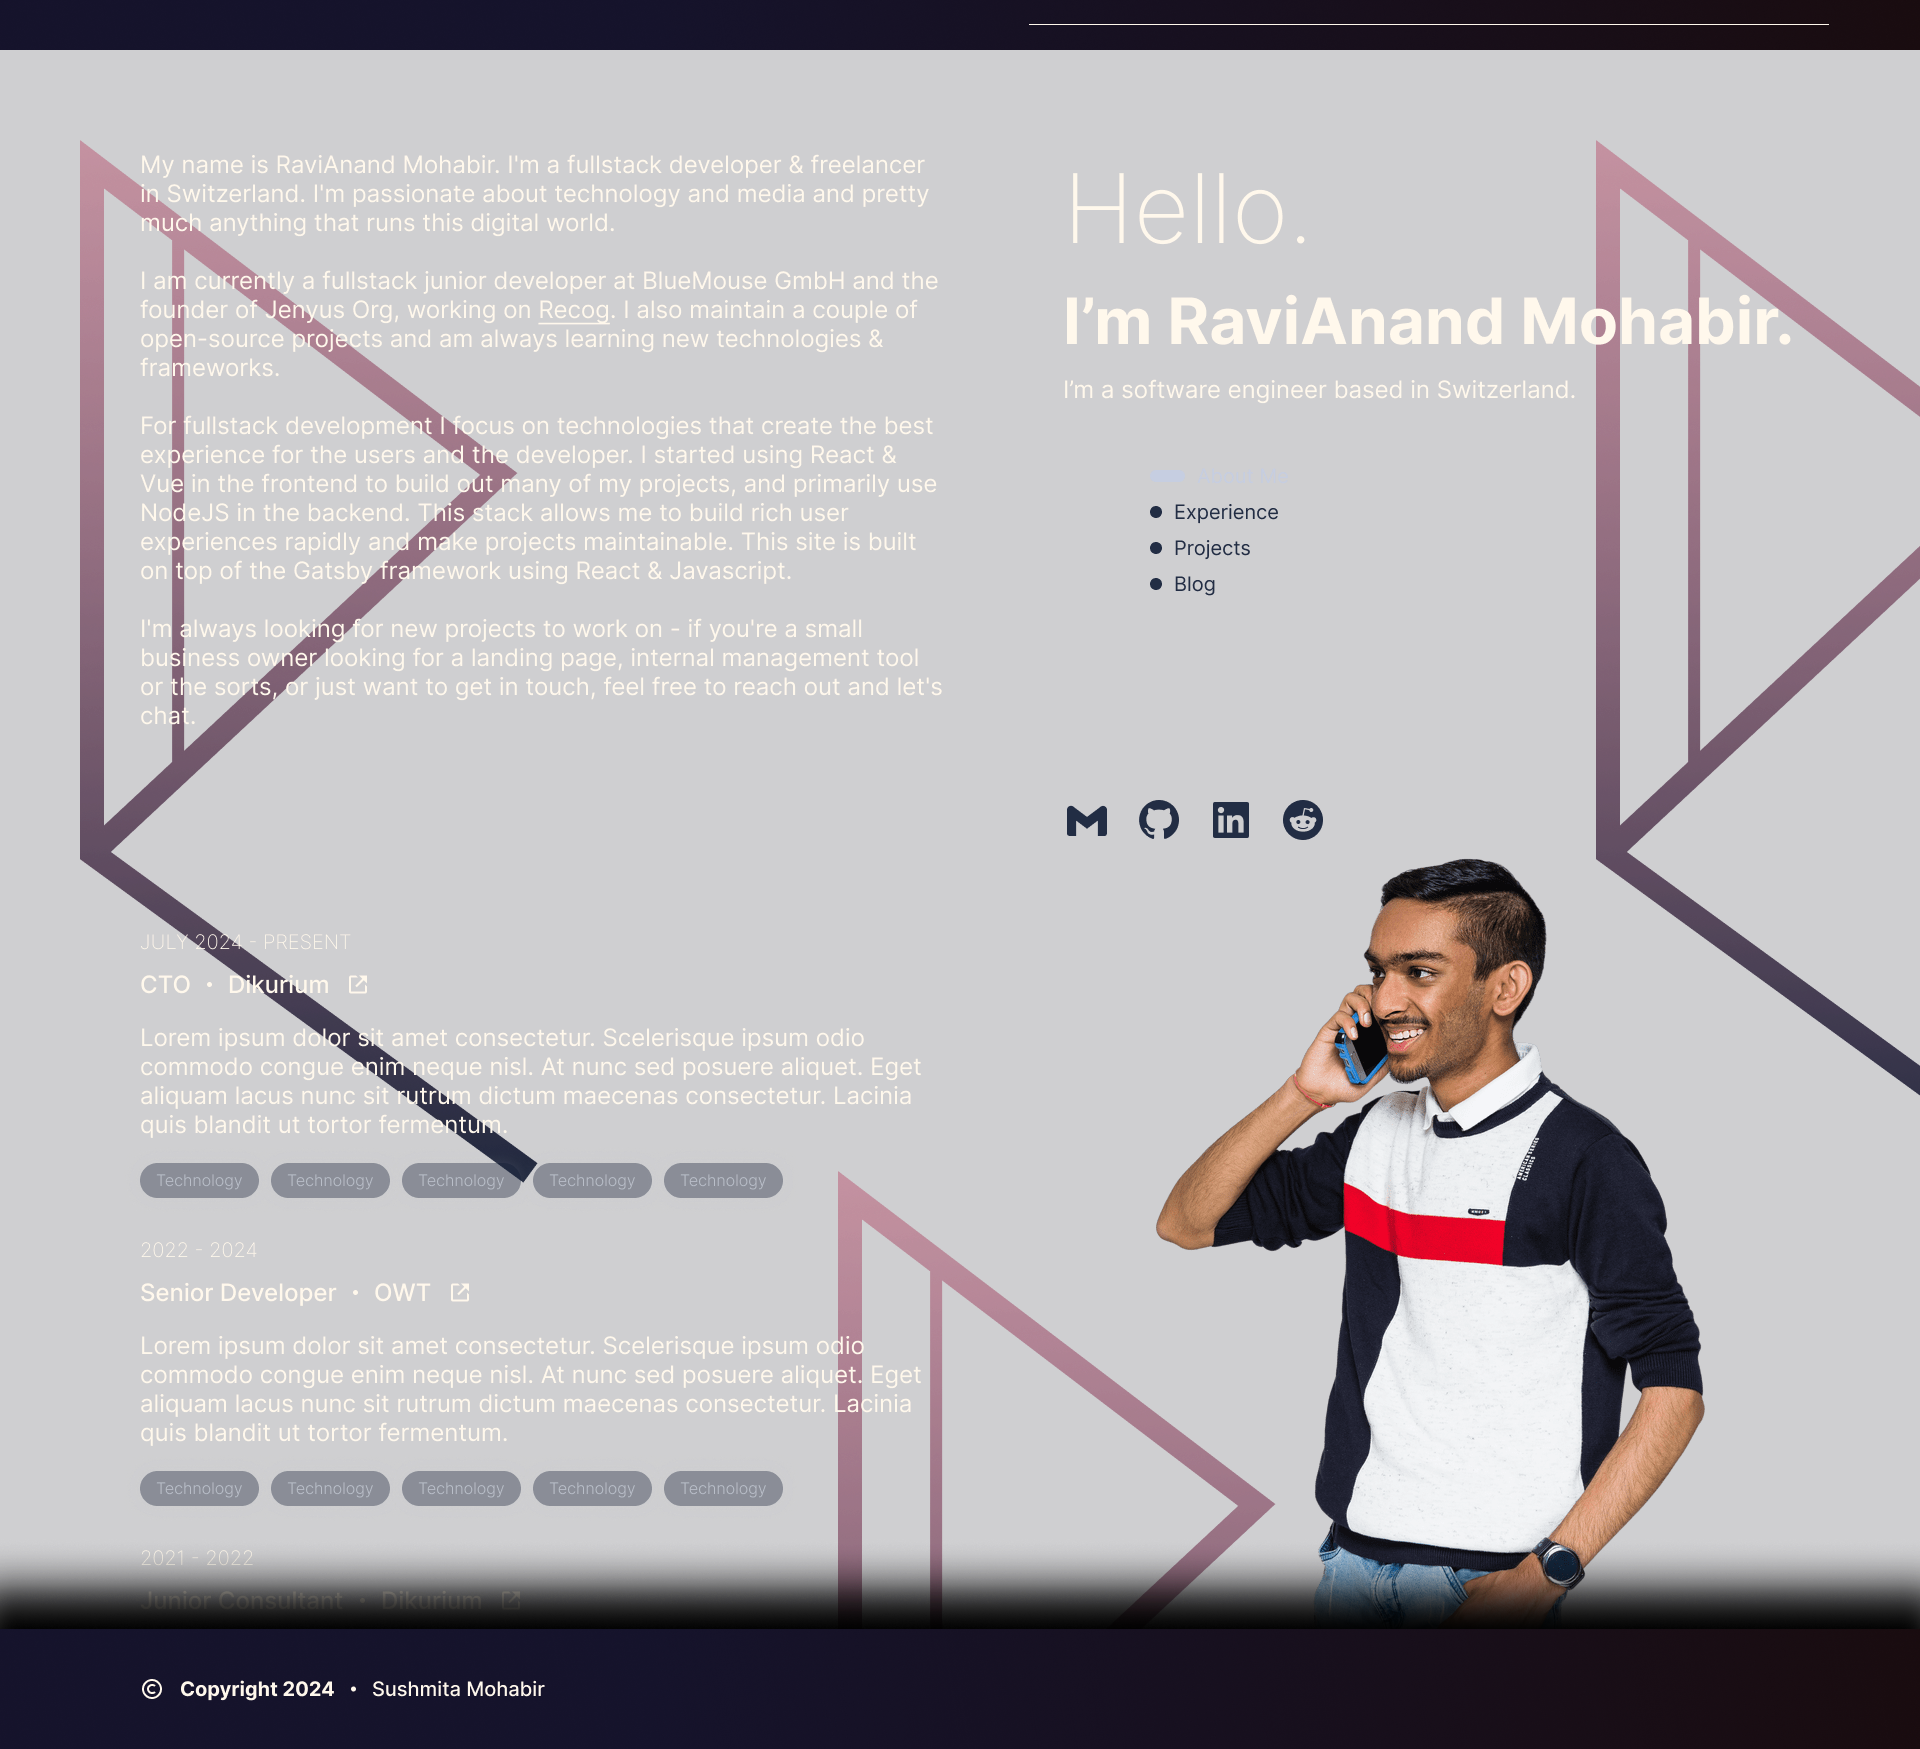 My name is RaviAnand Mohabir. I'm a fullstack developer & freelancer
in Switzerland. I'm passionate about technology and media and pretty
much anything that runs this digital world.
I am currently a fullstack junior developer at BlueMouse GmbH and the
founder of Jenyus Org, working on Recog. I also maintain a couple of
open-source projects and am always learning new technologies &
frameworks.
For fullstack development I focus on technologies that create the best
experience for the users and the developer. I started using React &
Vue in the frontend to build out many of my projects, and primarily use
NodeJS in the backend. This stack allows me to build rich user
experiences rapidly and make projects maintainable. This site is built
on top of the Gatsby framework using React & Javascript.
I'm always looking for new projects to work on - if you're a small
business owner looking for a landing page, internal management tool
or the sorts, or just want to get in touch, feel free to reach out and let's
chat.
Hello.
I’m RaviAnand Mohabir.
I’m a software engineer based in Switzerland.
Experience
Projects
Blog
JULY 2024 - PRESENT
CTO • Dikurium
Lorem ipsum dolor sit amet consectetur. Scelerisque ipsum odio
commodo congue enim neque nisl. At nunc sed posuere aliquet. Eget
aliquam lacus nunc sit rutrum dictum maecenas consectetur. Lacinia
quis blandit ut tortor fermentum.
Technology Technology Technology Technology Technology
2022 - 2024
Senior Developer • OWT
Lorem ipsum dolor sit amet consectetur. Scelerisque ipsum odio
commodo congue enim neque nisl. At nunc sed posuere aliquet. Eget
aliquam lacus nunc sit rutrum dictum maecenas consectetur. Lacinia
quis blandit ut tortor fermentum.
Technology Technology Technology Technology Technology
2021 - 2022
Junior Consultant • Dikurium
AMERICAN SERIES
CLASSICS
© Copyright 2024 • Sushmita Mohabir